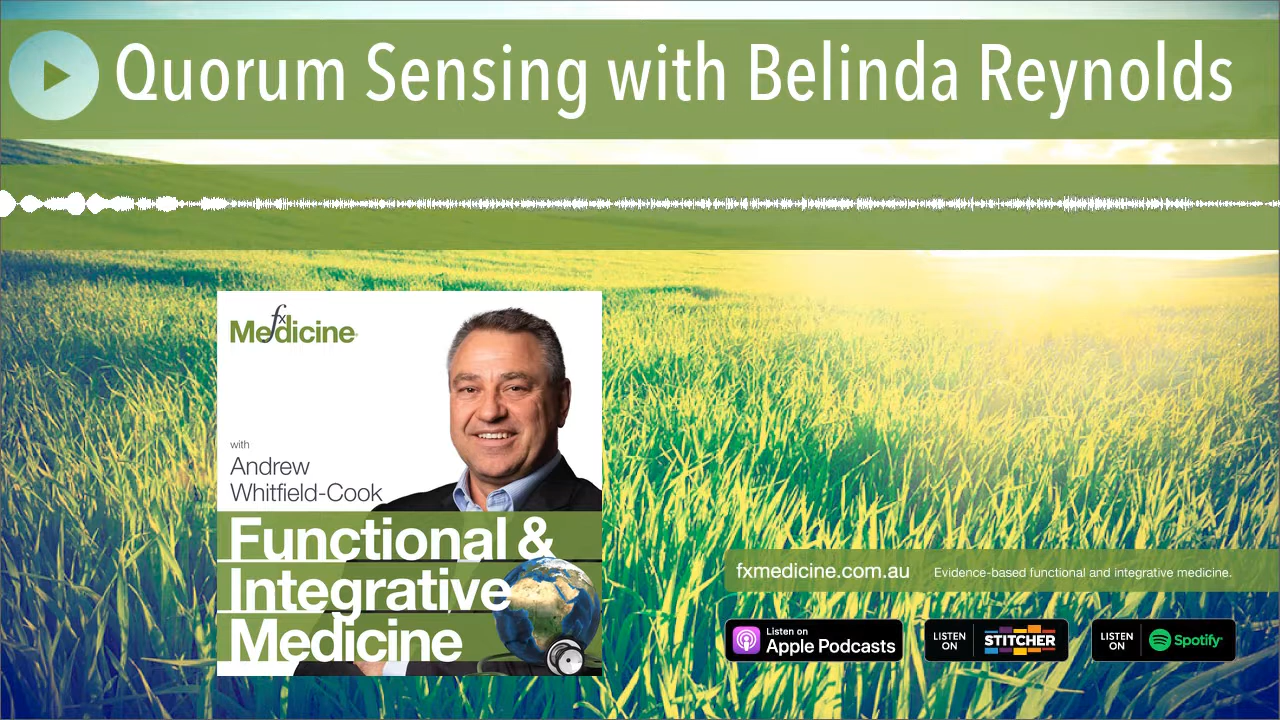 Quorum Sensing with Belinda Reynolds
fx
Medicine
with
Andrew
Whitfield-Cook
Functional &
Integrative
Medicine
fxmedicine.com.au
Evidence-based functional and integrative medicine.
Listen on
Apple Podcasts
LISTEN
ON
STITCHER
LISTEN
ON
Spotify